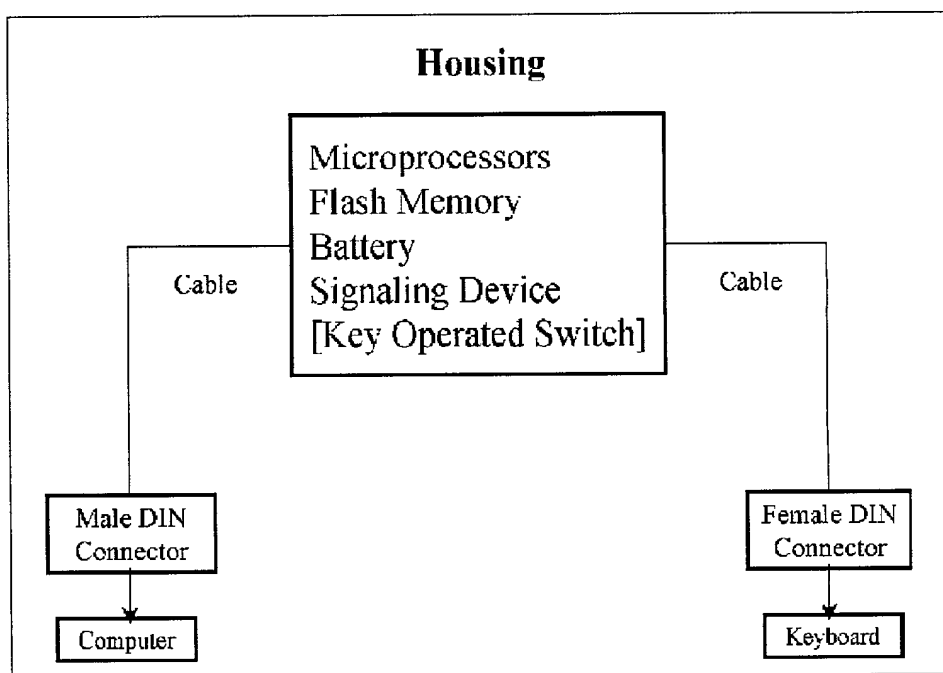 Housing
Microprocessors
Flash Memory
Battery
Signaling Device
[Key Operated Switch]
Cable
Cable
Male DIN
Connector
Female DIN
Connector
Computer
Keyboard